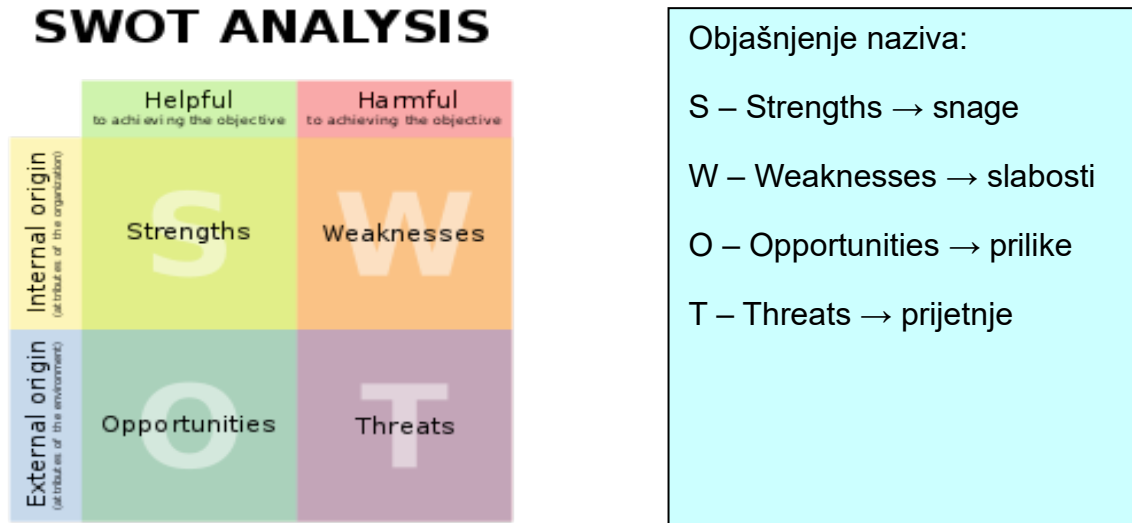 SWOT ANALYSIS
Helpful
to achieving the objective
Harmful
to achieving the objective
Internal origin
(attributes of the organization)
S
Strengths
W
Weaknesses
External origin
(attributes of the environment)
O
Opportunities
T
Threats
Objašnjenje naziva:
S – Strengths → snage
W – Weaknesses → slabosti
O – Opportunities → prilike
T – Threats → prijetnje